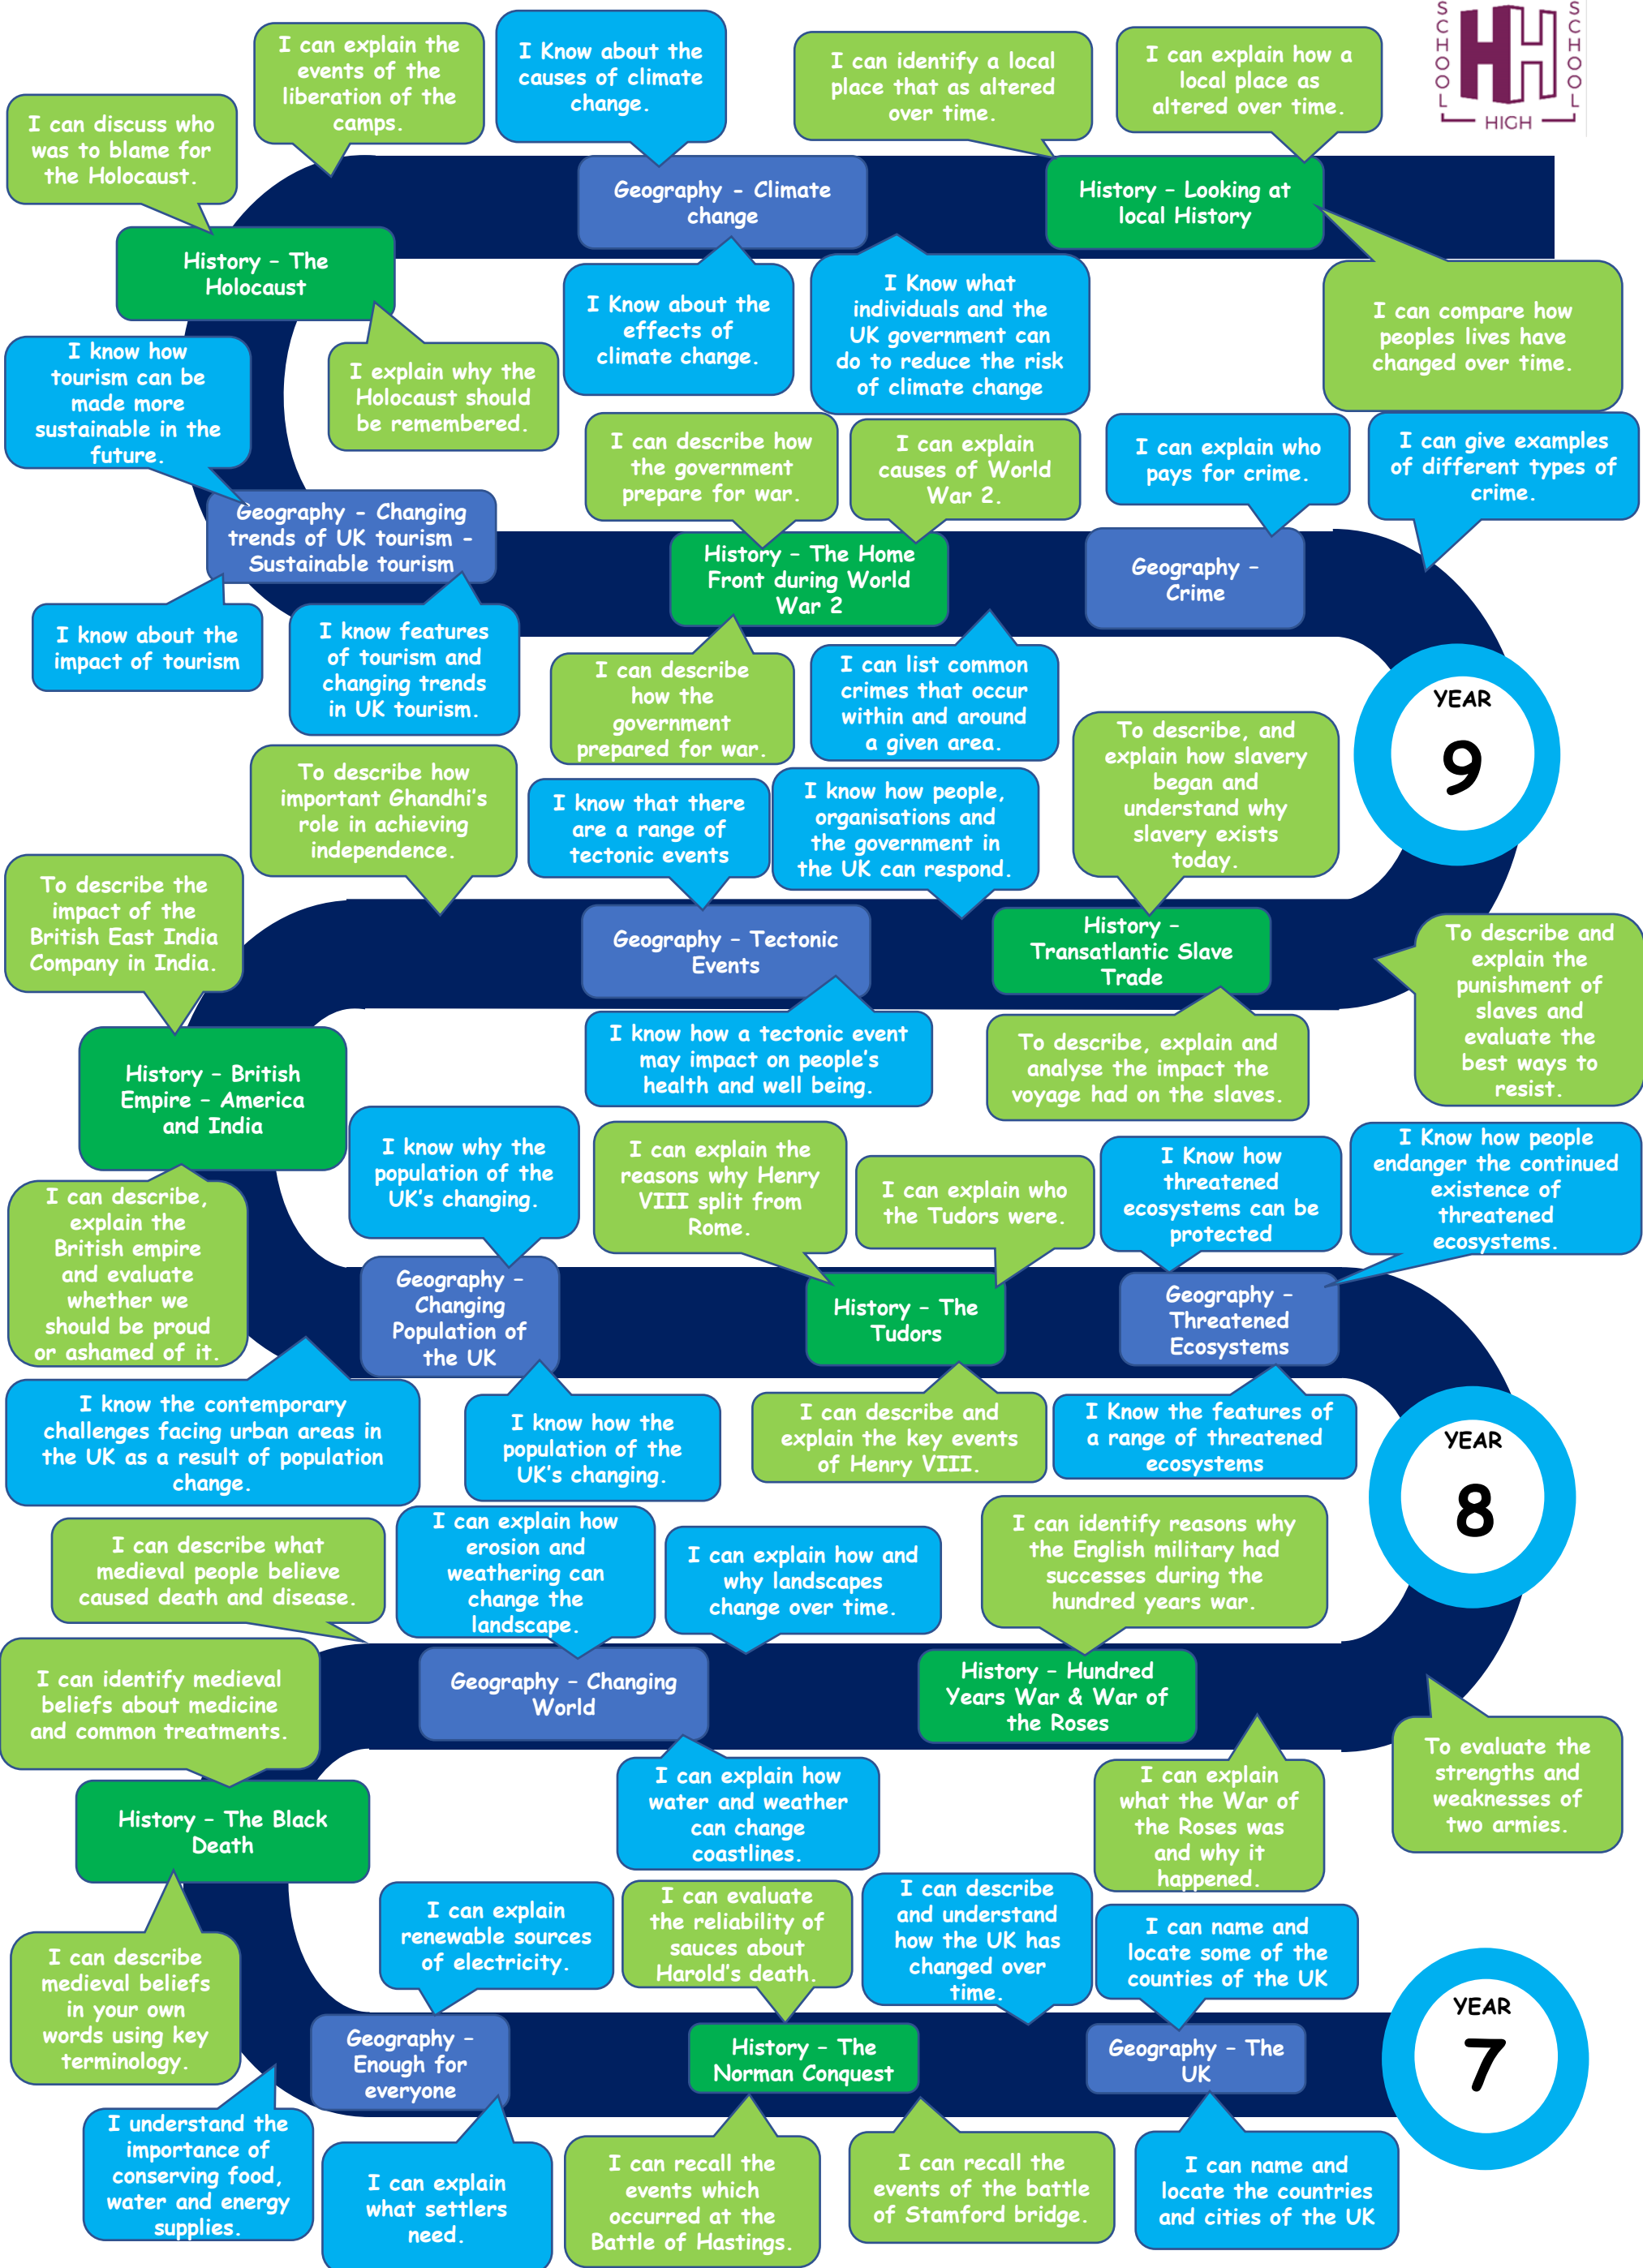 SCHOOL
SCHOOL
HH
HIGH
I can explain the
events of the
liberation of the
camps.
I Know about the
causes of climate
change.
I can identify a local
place that as altered
over time.
I can explain how a
local place as
altered over time.
I can discuss who
was to blame for
the Holocaust.
Geography - Climate
change
History – Looking at
local History
History – The
Holocaust
I Know about the
effects of
climate change.
I Know what
individuals and the
UK government can
do to reduce the risk
of climate change
I can compare how
peoples lives have
changed over time.
I know how
tourism can be
made more
sustainable in the
future.
I explain why the
Holocaust should
be remembered.
I can describe how
the government
prepare for war.
I can explain
causes of World
War 2.
I can explain who
pays for crime.
I can give examples
of different types of
crime.
Geography - Changing
trends of UK tourism -
Sustainable tourism
History – The Home
Front during World
War 2
Geography –
Crime
I know about the
impact of tourism
I know features
of tourism and
changing trends
in UK tourism.
I can describe
how the
government
prepared for war.
I can list common
crimes that occur
within and around
a given area.
YEAR
9
To describe how
important Ghandhi's
role in achieving
independence.
I know that there
are a range of
tectonic events
I know how people,
organisations and
the government in
the UK can respond.
To describe, and
explain how slavery
began and
understand why
slavery exists
today.
To describe the
impact of the
British East India
Company in India.
Geography – Tectonic
Events
History –
Transatlantic Slave
Trade
To describe and
explain the
punishment of
slaves and
evaluate the
best ways to
resist.
History – British
Empire – America
and India
I know how a tectonic event
may impact on people's
health and well being.
To describe, explain and
analyse the impact the
voyage had on the slaves.
I know why the
population of the
UK's changing.
I can explain the
reasons why Henry
VIII split from
Rome.
I can explain who
the Tudors were.
I Know how
threatened
ecosystems can be
protected
I Know how people
endanger the continued
existence of
threatened
ecosystems.
I can describe,
explain the
British empire
and evaluate
whether we
should be proud
or ashamed of it.
Geography –
Changing
Population of
the UK
History – The
Tudors
Geography –
Threatened
Ecosystems
I know the contemporary
challenges facing urban areas in
the UK as a result of population
change.
I know how the
population of the
UK's changing.
I can describe and
explain the key events
of Henry VIII.
I Know the features of
a range of threatened
ecosystems
YEAR
8
I can describe what
medieval people believe
caused death and disease.
I can explain how
erosion and
weathering can
change the
landscape.
I can explain how and
why landscapes
change over time.
I can identify reasons why
the English military had
successes during the
hundred years war.
I can identify medieval
beliefs about medicine
and common treatments.
Geography – Changing
World
History – Hundred
Years War & War of
the Roses
To evaluate the
strengths and
weaknesses of
two armies.
History – The Black
Death
I can explain how
water and weather
can change
coastlines.
I can explain
what the War of
the Roses was
and why it
happened.
I can describe
medieval beliefs
in your own
words using key
terminology.
I can explain
renewable sources
of electricity.
I can evaluate
the reliability of
sauces about
Harold's death.
I can describe
and understand
how the UK has
changed over
time.
I can name and
locate some of the
counties of the UK
Geography –
Enough for
everyone
History – The
Norman Conquest
Geography – The
UK
YEAR
7
I understand the
importance of
conserving food,
water and energy
supplies.
I can explain
what settlers
need.
I can recall the
events which
occurred at the
Battle of Hastings.
I can recall the
events of the battle
of Stamford bridge.
I can name and
locate the countries
and cities of the UK